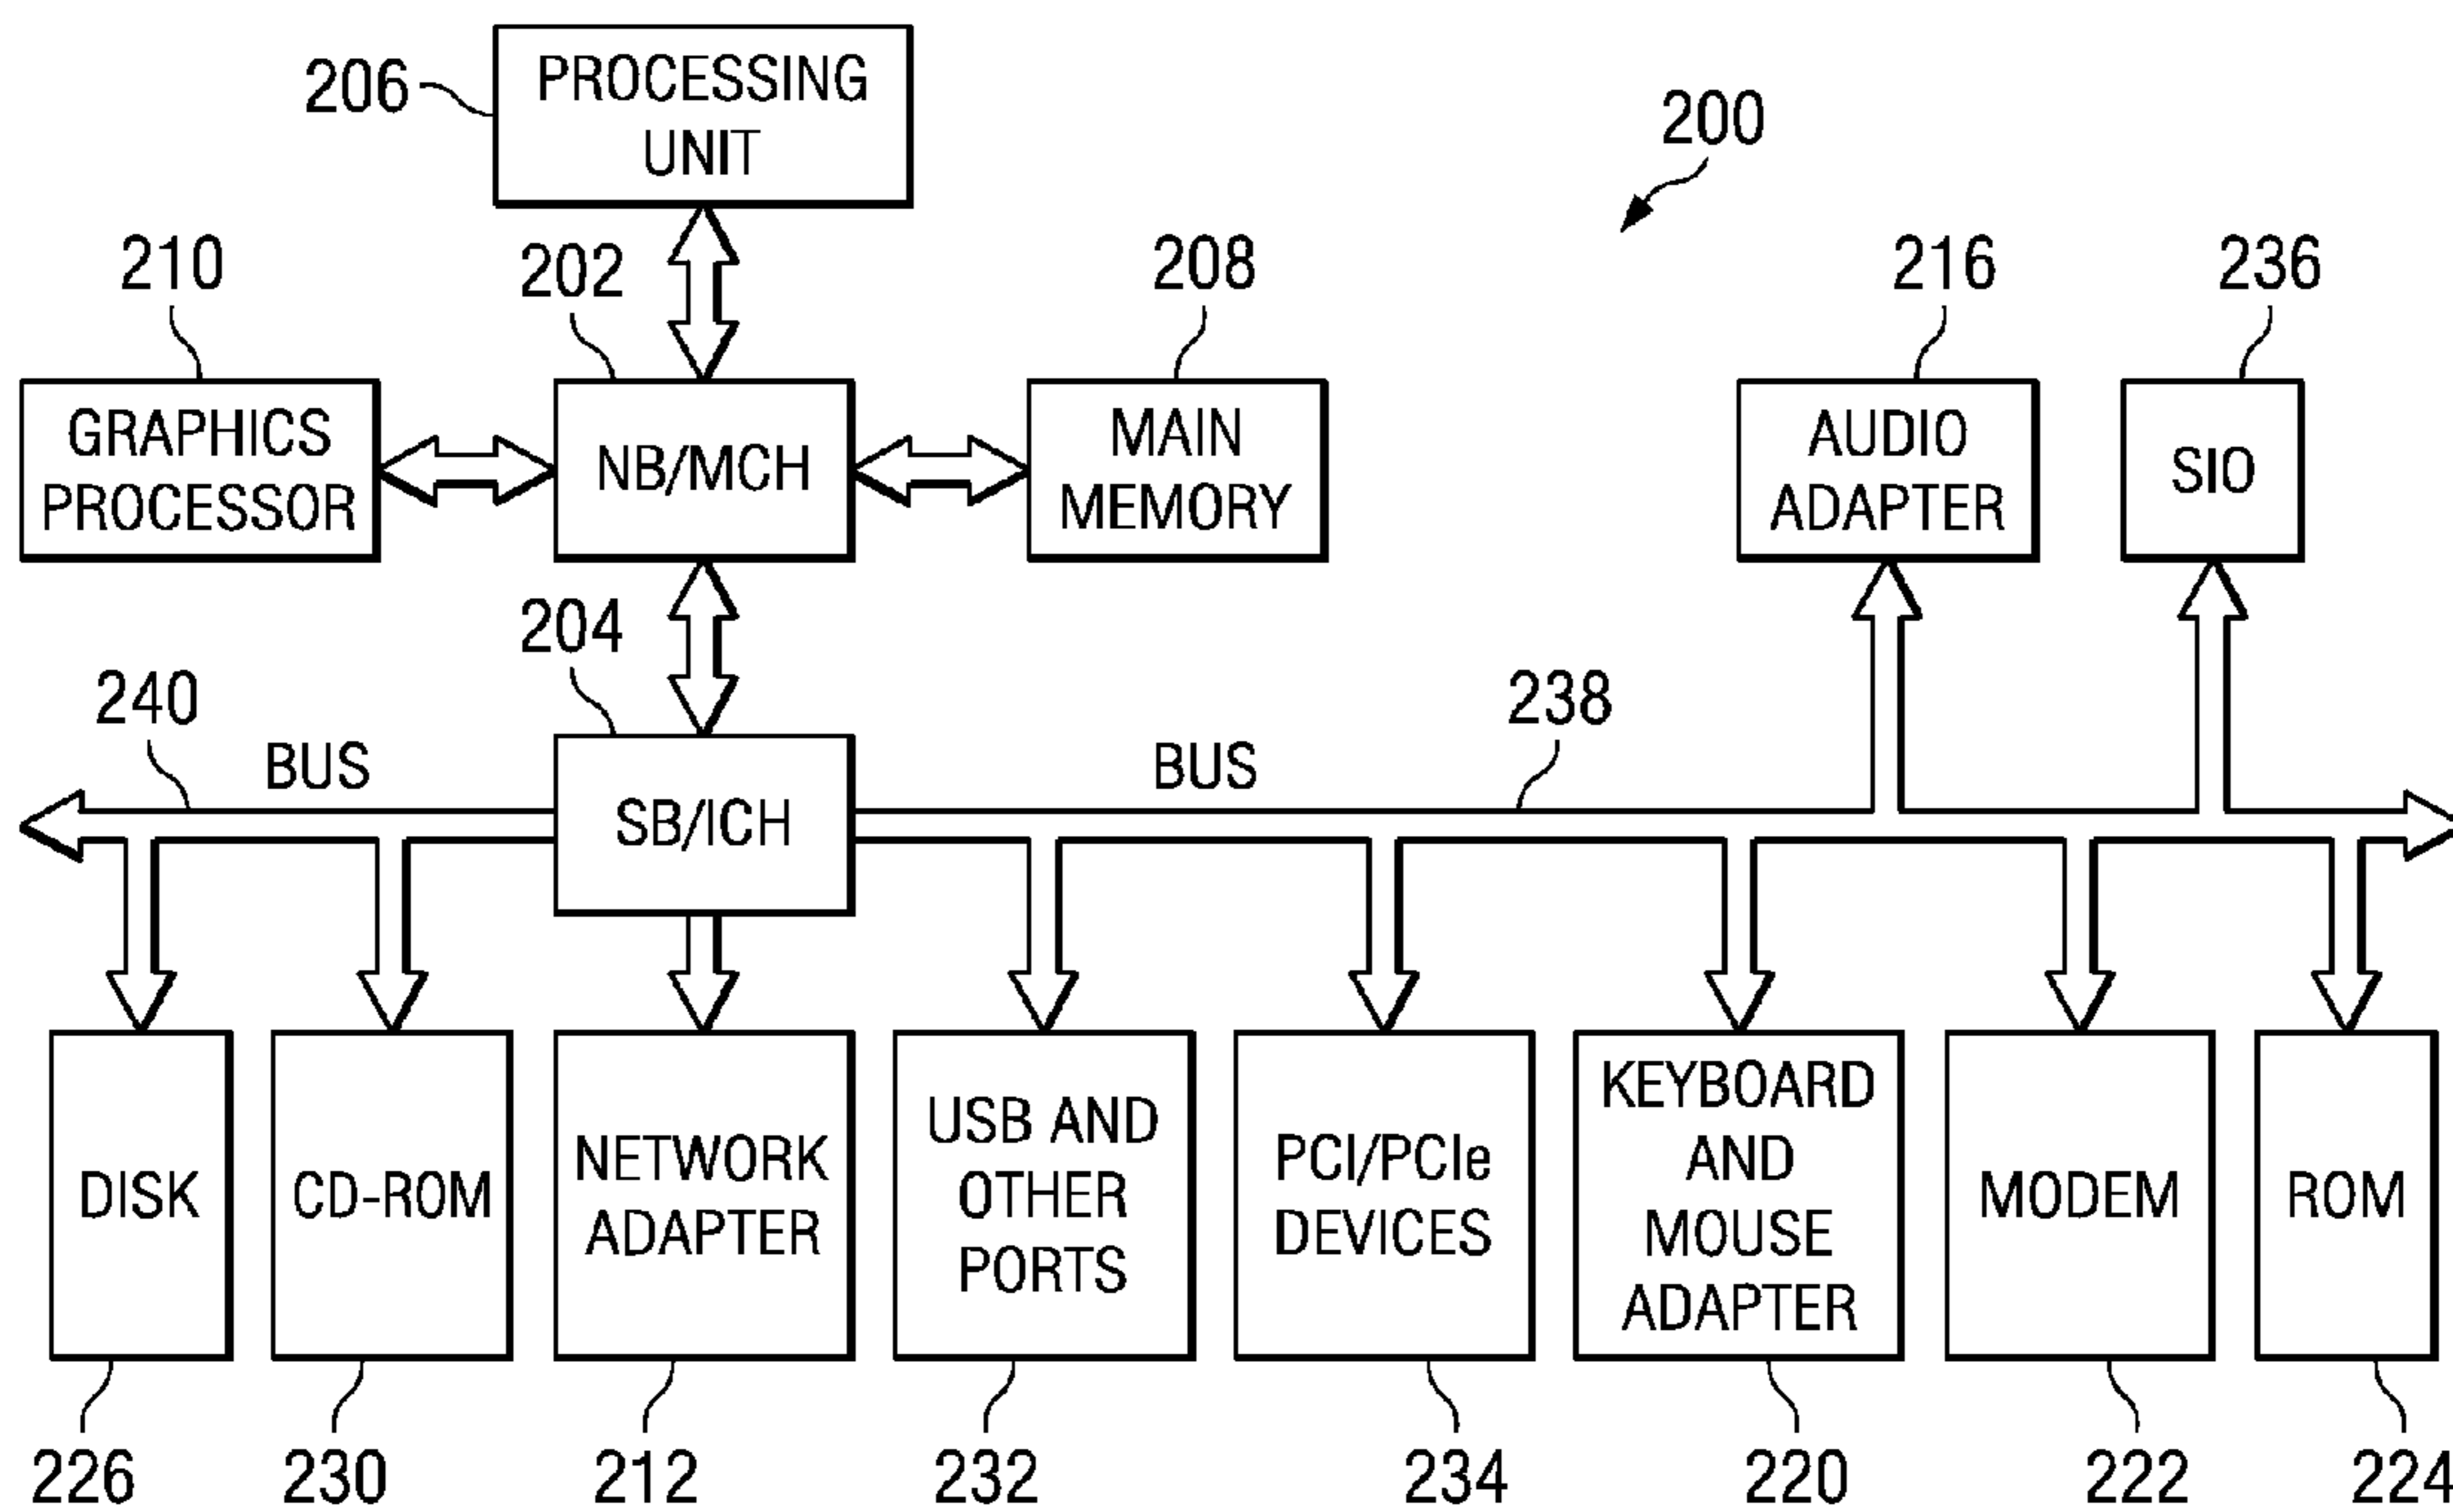 206
PROCESSING
UNIT
200
210
202
208
216
236
GRAPHICS
PROCESSOR
NB/MCH
MAIN
MEMORY
AUDIO
ADAPTER
SIO
204
240
BUS
BUS
238
SB/ICH
DISK
CD-ROM
NETWORK
ADAPTER
USB AND
OTHER
PORTS
PCI/PCIe
DEVICES
KEYBOARD
AND
MOUSE
ADAPTER
MODEM
ROM
226
230
212
232
234
220
222
224